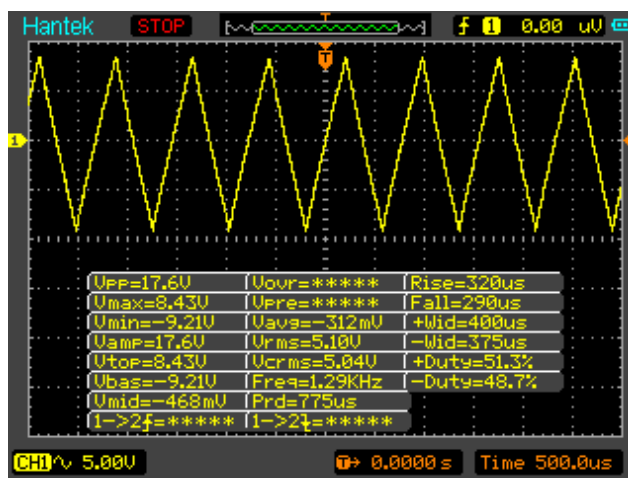 Hantek STOP T 1 0.00 uV
T
1
Vpp=17.6V Vovr=***** Rise=320us
Vmax=8.43V Vpre=***** Fall=290us
Vmin=-9.21V Vavg=-312mV +Wid=400us
Vamp=17.6V Vrms=5.10V -Wid=375us
Vtop=8.43V Vcrms=5.04V +Duty=51.3%
Vbas=-9.21V Freq=1.29KHz -Duty=48.7%
Vmid=-468mV Prd=775us
1->2=***** 1->2=*****
CH1 5.00V T→ 0.0000 s Time 500.0us